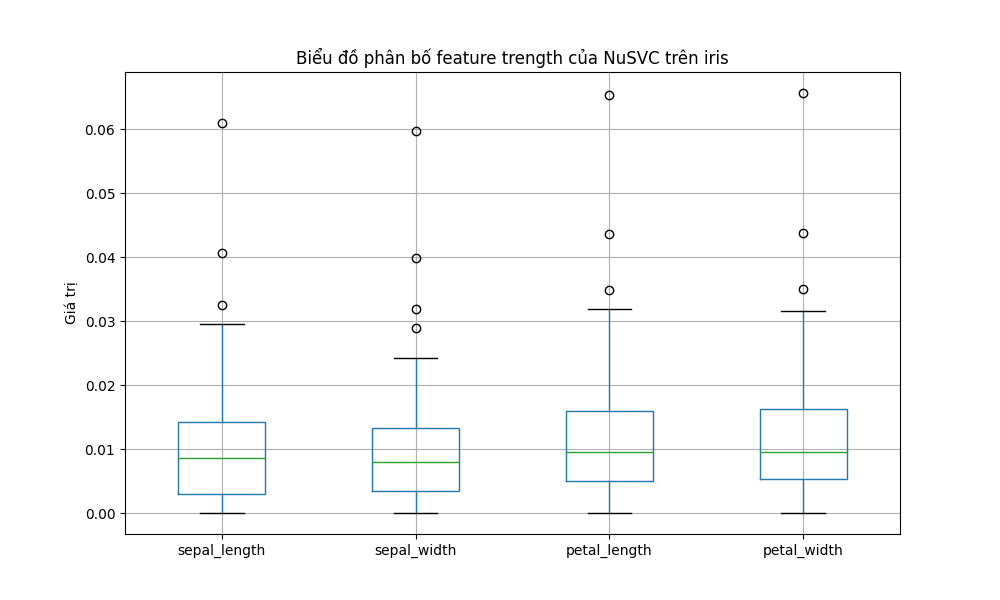 Biểu đồ phân bố feature trength của NuSVC trên iris
Giá trị
0.06
0.05
0.04
0.03
0.02
0.01
0.00
sepal_length
sepal_width
petal_length
petal_width